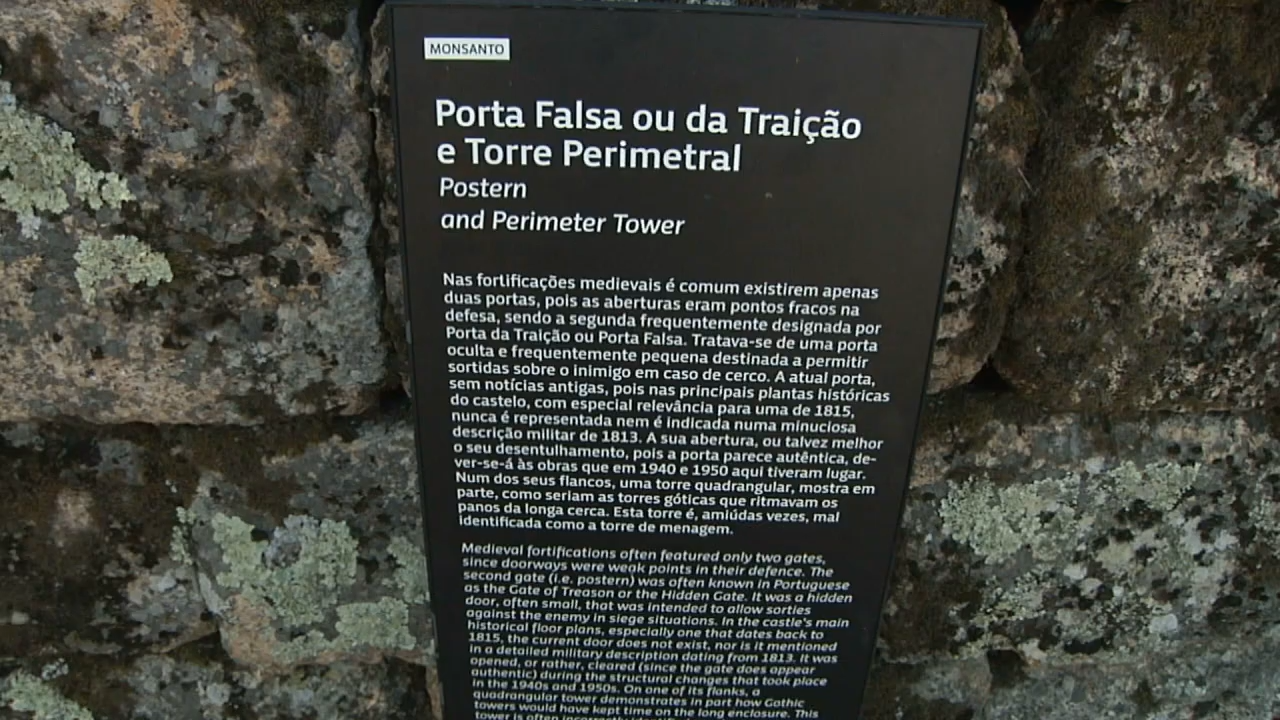 MONSANTO
Porta Falsa ou da Traição
e Torre Perimetral
Postern
and Perimeter Tower
Nas fortificações medievais é comum existirem apenas
duas portas, pois as aberturas eram pontos fracos na
defesa, sendo a segunda frequentemente designada por
Porta da Traição ou Porta Falsa. Tratava-se de uma porta
oculta e frequentemente pequena destinada a permitir
sortidas sobre o inimigo em caso de cerco. A atual porta,
sem notícias antigas, pois nas principais plantas históricas
do castelo, com especial relevância para uma de 1815,
nunca é representada nem é indicada numa minuciosa
descrição militar de 1813. A sua abertura, ou talvez melhor
o seu desentulhamento, pois a porta parece autêntica, de-
ver-se-á às obras que em 1940 e 1950 aqui tiveram lugar.
Num dos seus flancos, uma torre quadrangular, mostra em
parte, como seriam as torres góticas que ritmavam os
panos da longa cerca. Esta torre é, amiúdas vezes, mal
identificada como a torre de menagem.
Medieval fortifications often featured only two gates,
since doorways were weak points in their defence. The
second gate (i.e. postern) was often known in Portuguese
as the Gate of Treason or the Hidden Gate. It was a hidden
door, often small, that was intended to allow sorties
against the enemy in siege situations. In the castle's main
historical floor plans, especially one that dates back to
1815, the current door does not exist, nor is it mentioned
in a detailed military description dating from 1813. It was
opened, or rather, cleared (since the gate does appear
authentic) during the structural changes that took place
in the 1940s and 1950s. On one of its flanks, a
quadrangular tower demonstrates in part how Gothic
towers would have kept time on the long enclosure. This
tower is often incorrectly